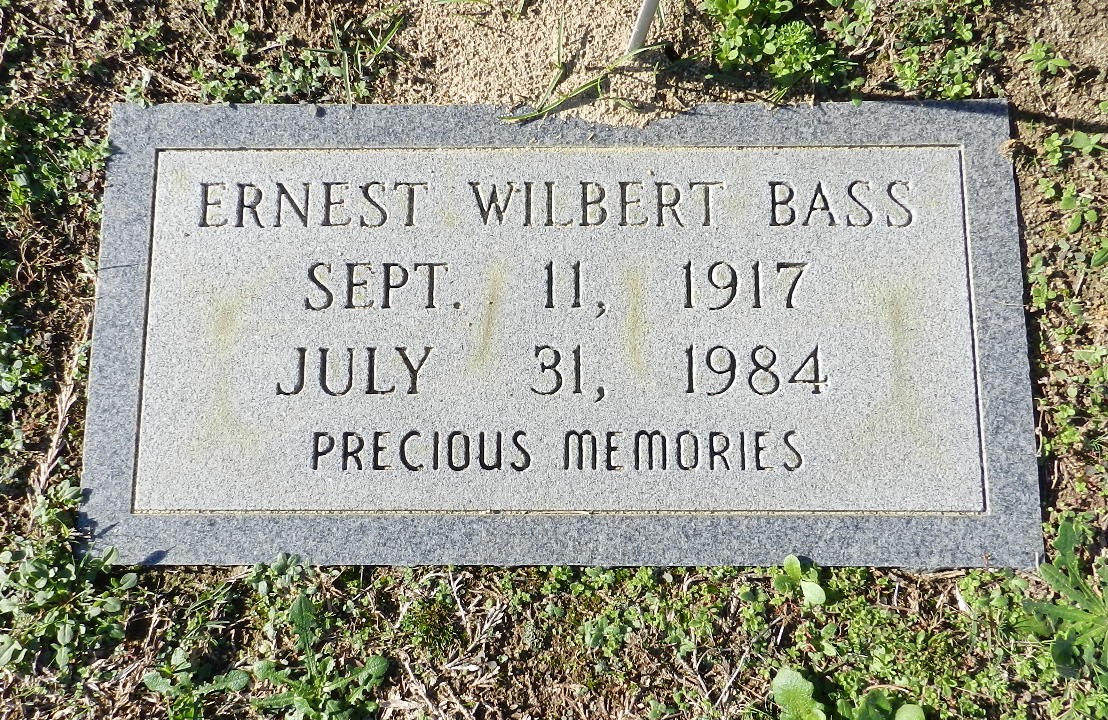 ERNEST WILBERT BASS
SEPT. 11, 1917
JULY 31, 1984
PRECIOUS MEMORIES